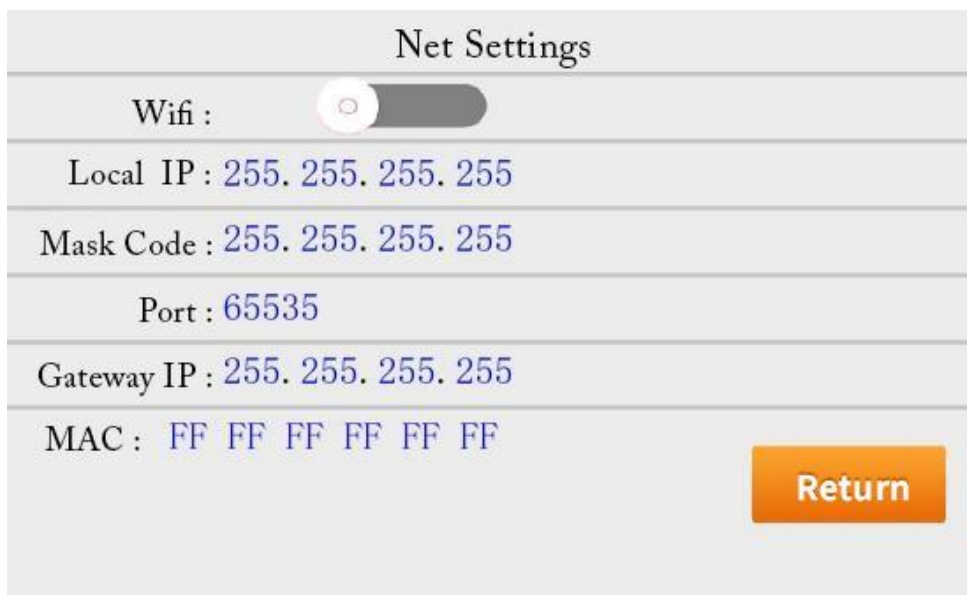 Net Settings
Wifi :
Local IP : 255. 255. 255. 255
Mask Code : 255. 255. 255. 255
Port : 65535
Gateway IP : 255. 255. 255. 255
MAC : FF FF FF FF FF FF
Return